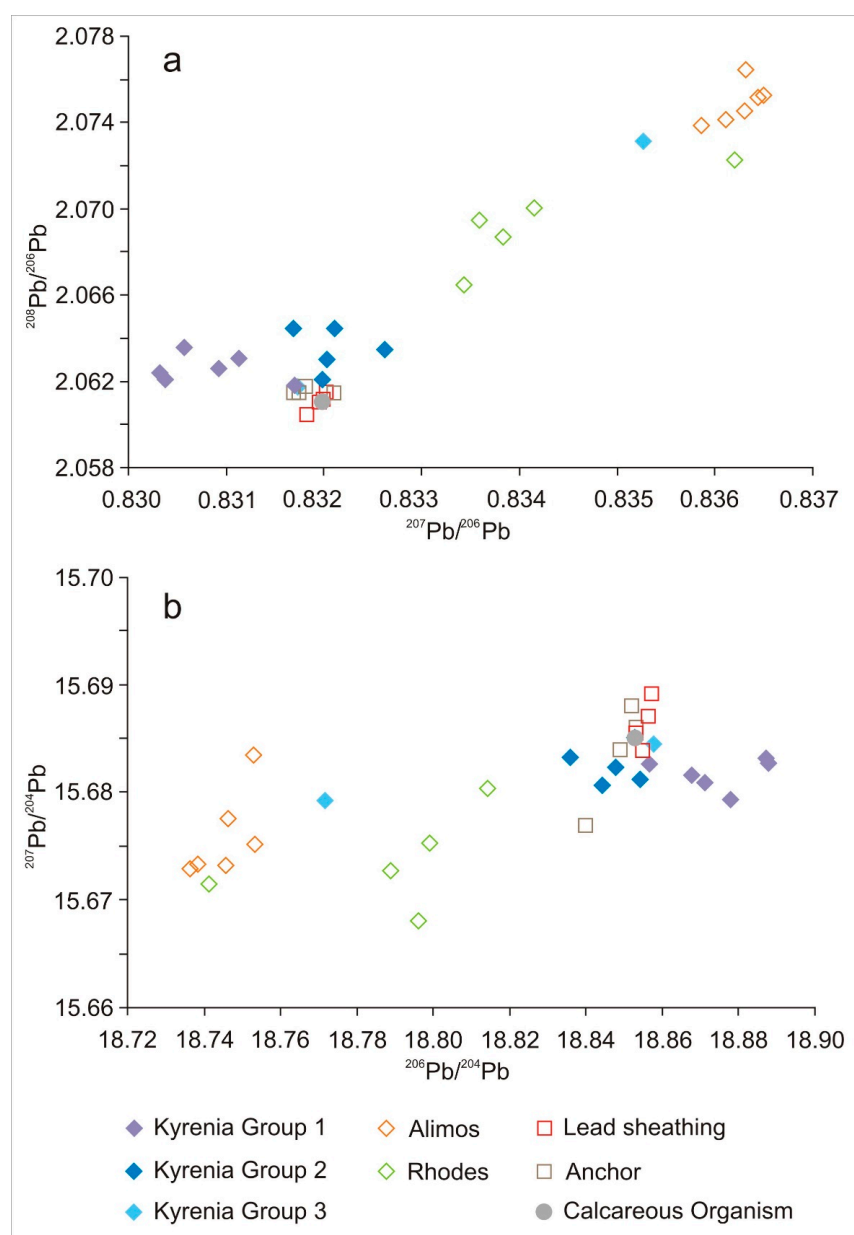 a
2.078
2.074
2.070
2.066
2.062
2.058
²⁰⁸Pb/²⁰⁶Pb
0.830 0.831 0.832 0.833 0.834 0.835 0.836 0.837
²⁰⁷Pb/²⁰⁶Pb
b
15.70
15.69
15.68
15.67
15.66
²⁰⁷Pb/²⁰⁴Pb
18.72 18.74 18.76 18.78 18.80 18.82 18.84 18.86 18.88 18.90
²⁰⁶Pb/²⁰⁴Pb
Kyrenia Group 1 Alimos Lead sheathing
Kyrenia Group 2 Rhodes Anchor
Kyrenia Group 3 Calcareous Organism